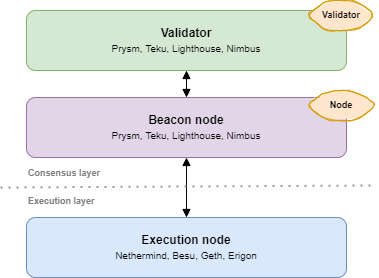 Validator
Validator
Prysm, Teku, Lighthouse, Nimbus
Node
Beacon node
Prysm, Teku, Lighthouse, Nimbus
Consensus layer
Execution layer
Execution node
Nethermind, Besu, Geth, Erigon